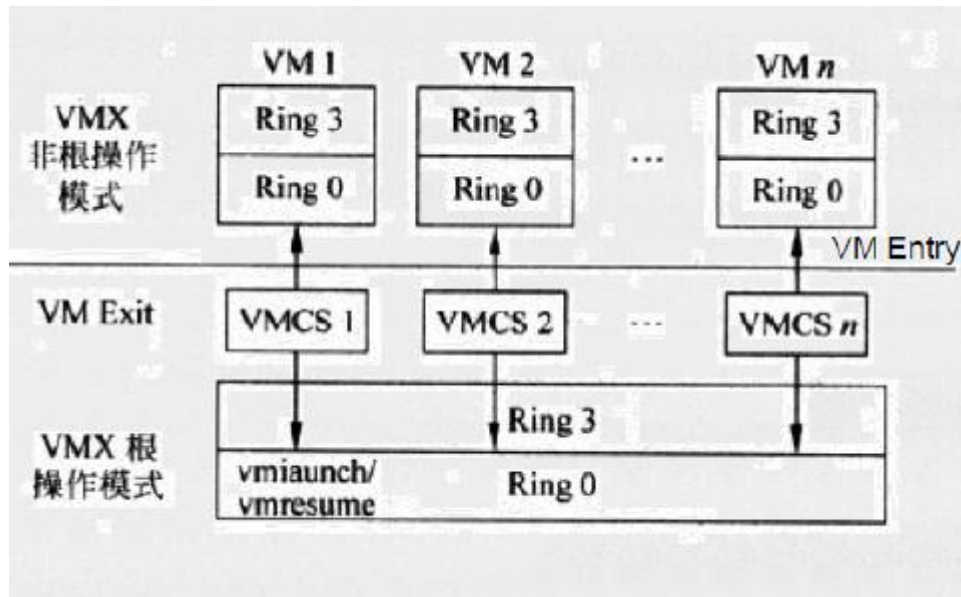 VM 1
VM 2
VM n
VMX
非根操作
模式
Ring 3
Ring 3
Ring 3
...
Ring 0
Ring 0
Ring 0
VM Entry
VM Exit
VMCS 1
VMCS 2
...
VMCS n
VMX 根
操作模式
Ring 3
vmiaunch/
vmresume
Ring 0